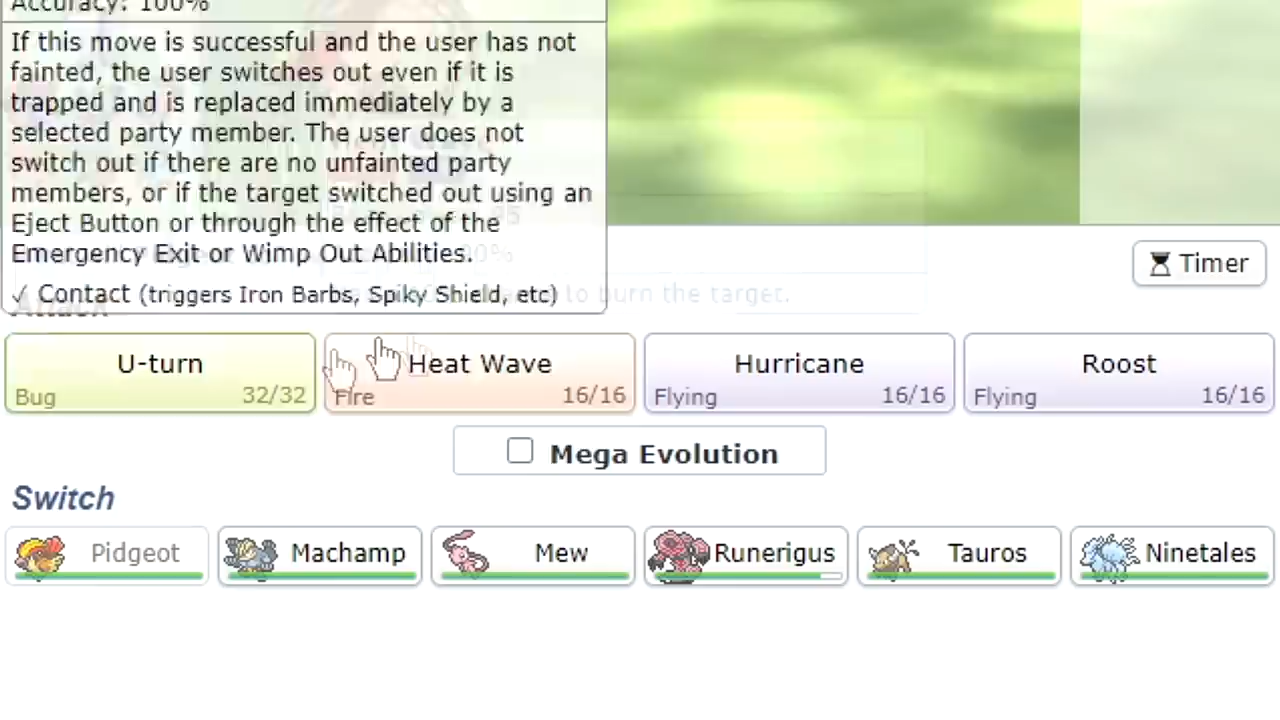 Accuracy: 100%
If this move is successful and the user has not
fainted, the user switches out even if it is
trapped and is replaced immediately by a
selected party member. The user does not
switch out if there are no unfainted party
members, or if the target switched out using an
Eject Button or through the effect of the
Emergency Exit or Wimp Out Abilities.
✓ Contact (triggers Iron Barbs, Spiky Shield, etc)
to burn the target.
Timer
Attack
U-turn
Bug 32/32
Heat Wave
Fire 16/16
Hurricane
Flying 16/16
Roost
Flying 16/16
Mega Evolution
Switch
Pidgeot
Machamp
Mew
Runerigus
Tauros
Ninetales